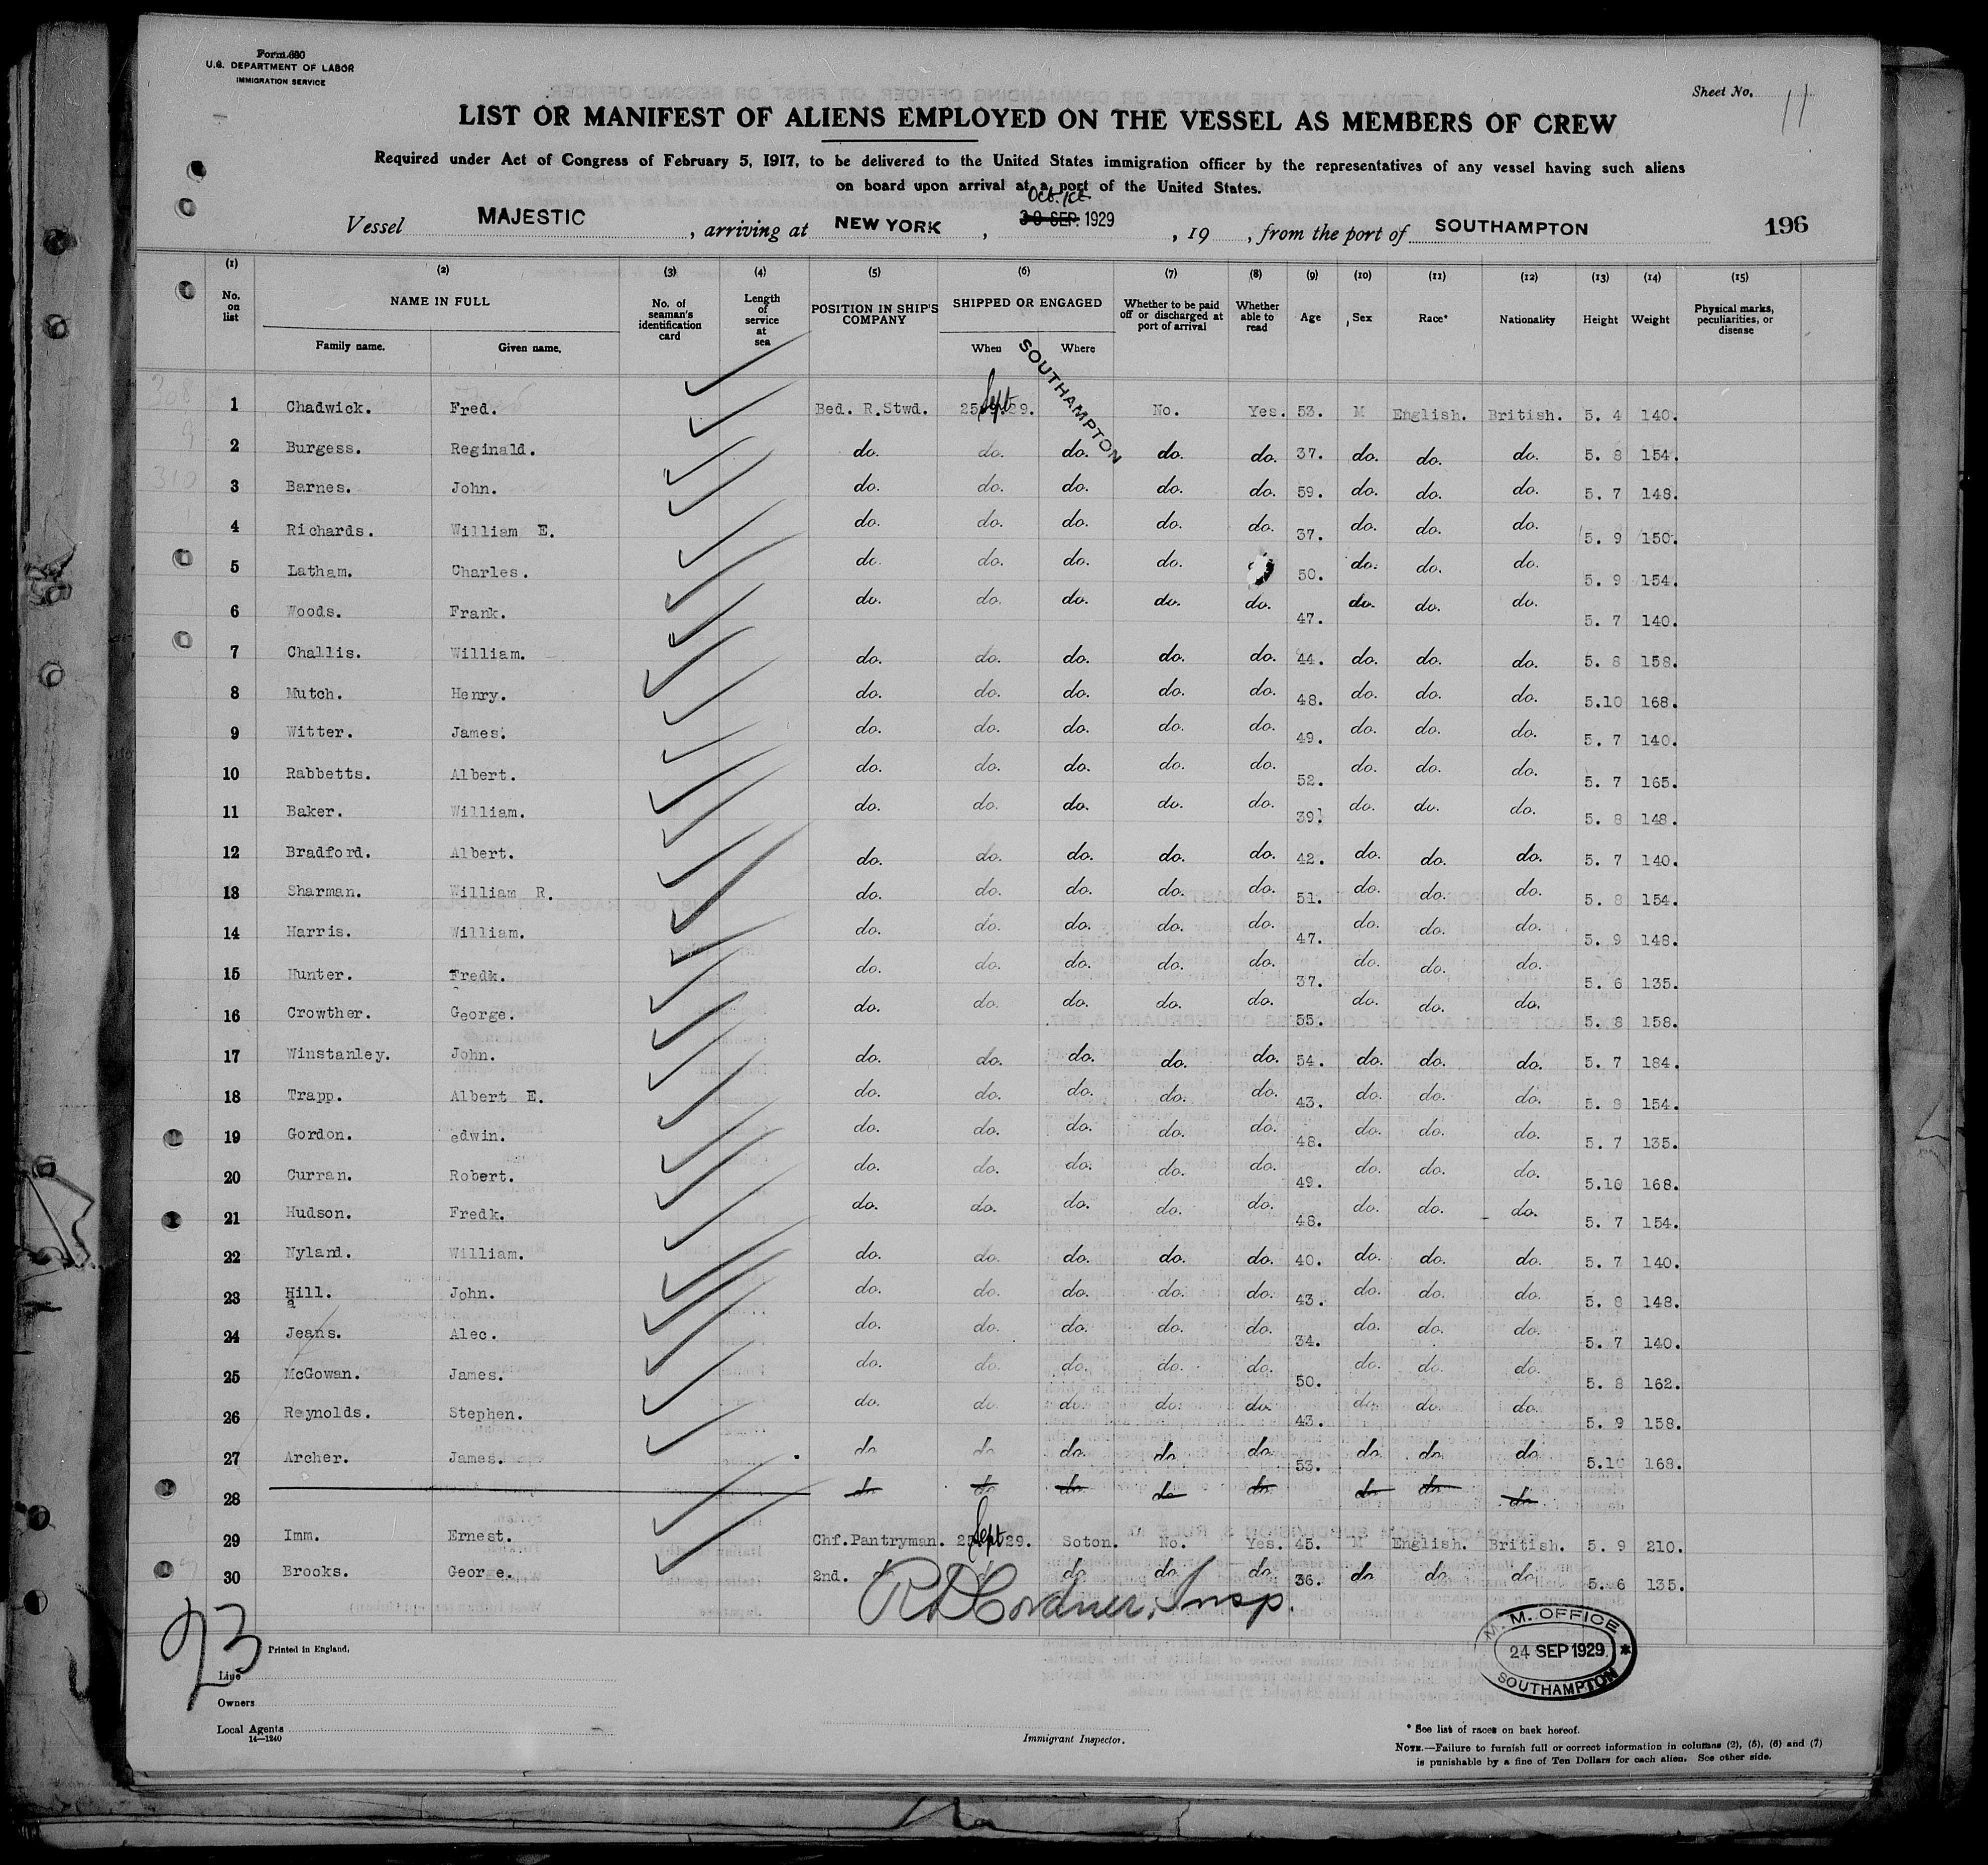 Form 680
U.S. DEPARTMENT OF LABOR
IMMIGRATION SERVICE
Sheet No. 11
LIST OR MANIFEST OF ALIENS EMPLOYED ON THE VESSEL AS MEMBERS OF CREW
Required under Act of Congress of February 5, 1917, to be delivered to the United States immigration officer by the representatives of any vessel having such aliens
on board upon arrival at a port of the United States.
Oct. 1st
Vessel MAJESTIC, arriving at NEW YORK, 30 SEP. 1929, 19, from the port of SOUTHAMPTON 196
(1) (2) (3) (4) (5) (6) (7) (8) (9) (10) (11) (12) (13) (14) (15)
No. on list NAME IN FULL Family name. Given name. No. of seaman's identification card Length of service at sea POSITION IN SHIP'S COMPANY SHIPPED OR ENGAGED When Where Whether to be paid off or discharged at port of arrival Whether able to read Age Sex Race* Nationality Height Weight Physical marks, peculiarities, or disease
1 Chadwick. Fred. Bed. R.Stwd. 25 Sept 29. SOUTHAMPTON No. Yes. 53. M English. British. 5. 4 140.
2 Burgess. Reginald. do. do. do. do. do. 37. do. do. do. 5. 8 154.
3 Barnes. John. do. do. do. do. do. 59. do. do. do. 5. 7 148.
4 Richards. William E. do. do. do. do. do. 37. do. do. do. 5. 9 150.
5 Latham. Charles. do. do. do. do. 50. do. do. do. 5. 9 154.
6 Woods. Frank. do. do. do. do. do. 47. do. do. do. 5. 7 140.
7 Challis. William. do. do. do. do. do. 44. do. do. do. 5. 8 158.
8 Mutch. Henry. do. do. do. do. do. 48. do. do. do. 5.10 168.
9 Witter. James. do. do. do. do. do. 49. do. do. do. 5. 7 140.
10 Rabbetts. Albert. do. do. do. do. do. 52. do. do. do. 5. 7 165.
11 Baker. William. do. do. do. do. do. 39. do. do. do. 5. 8 148.
12 Bradford. Albert. do. do. do. do. do. 42. do. do. do. 5. 7 140.
13 Sharman. William R. do. do. do. do. do. 51. do. do. do. 5. 8 154.
14 Harris. William. do. do. do. do. do. 47. do. do. do. 5. 9 148.
15 Hunter. Fredk. do. do. do. do. do. 37. do. do. do. 5. 6 135.
16 Crowther. George. do. do. do. do. do. 55. do. do. do. 5. 8 158.
17 Winstanley. John. do. do. do. do. do. 54. do. do. do. 5. 7 184.
18 Trapp. Albert E. do. do. do. do. do. 43. do. do. do. 5. 8 154.
19 Gordon. edwin. do. do. do. do. do. 48. do. do. do. 5. 7 135.
20 Curran. Robert. do. do. do. do. do. 49. do. do. do. 5.10 168.
21 Hudson. Fredk. do. do. do. do. do. 48. do. do. do. 5. 7 154.
22 Nyland. William. do. do. do. do. do. 40. do. do. do. 5. 7 140.
23 Hill. John. do. do. do. do. do. 43. do. do. do. 5. 8 148.
24 Jeans. Alec. do. do. do. do. do. 34. do. do. do. 5. 7 140.
25 McGowan. James. do. do. do. do. do. 50. do. do. do. 5. 8 162.
26 Reynolds. Stephen. do. do. do. do. do. 43. do. do. do. 5. 9 158.
27 Archer. James. do do do. do do. 53. do. do. do 5.10 168.
28 do do do do do do do do
29 Imm. Ernest. Chf.Pantryman. 25 Sept 29. Soton. No. Yes. 45. M English. British. 5. 9 210.
30 Brooks. George. 2nd. do do. do. do. 36. do do do. 5. 6 135.
R D Cordner, Insp.
93
Printed in England.
M. M. OFFICE
24 SEP 1929 *
SOUTHAMPTON
Line
Owners
Local Agents
14—1240
Immigrant Inspector.
* See list of races on back hereof.
NOTE.—Failure to furnish full or correct information in columns (2), (5), (6) and (7)
is punishable by a fine of Ten Dollars for each alien. See other side.